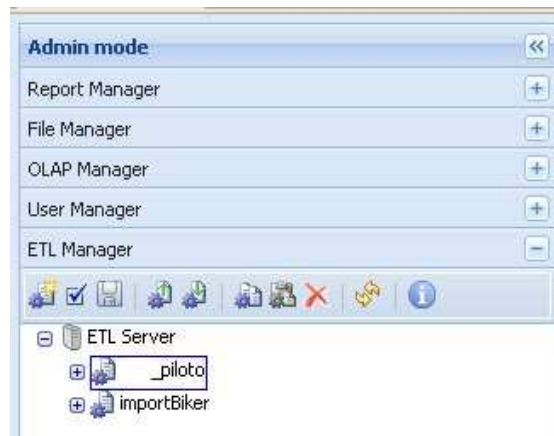 Admin mode
Report Manager
File Manager
OLAP Manager
User Manager
ETL Manager
ETL Server
_piloto
importBiker